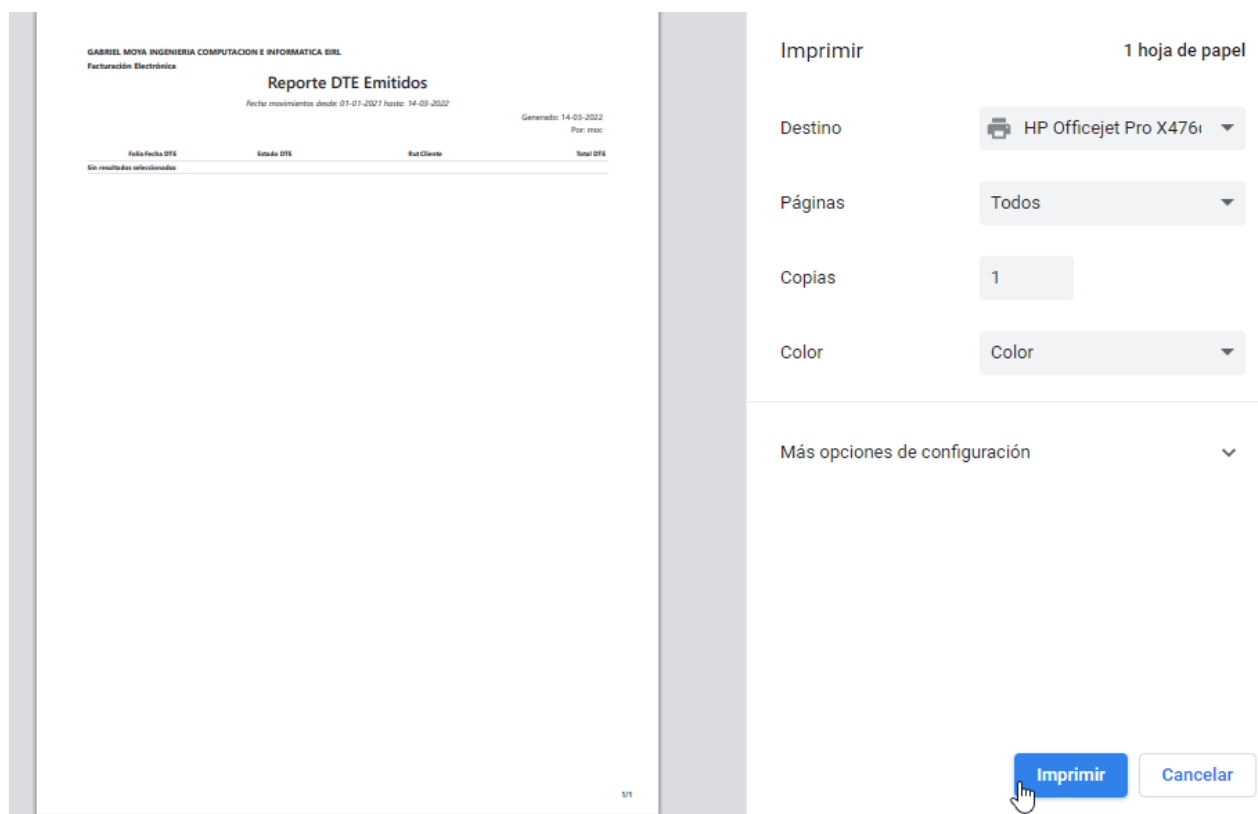 GABRIEL MOYA INGENIERIA COMPUTACION E INFORMATICA EIRL
Facturación Electrónica
Reporte DTE Emitidos
Fecha movimientos desde: 01-01-2021 hasta: 14-03-2022
Generado: 14-03-2022
Por: moc
Folio Fecha DTE Estado DTE Rut Cliente Total DTE
Sin resultados seleccionados
1/1
Imprimir 1 hoja de papel
Destino HP Officejet Pro X476
Páginas Todos
Copias 1
Color Color
Más opciones de configuración
Imprimir Cancelar